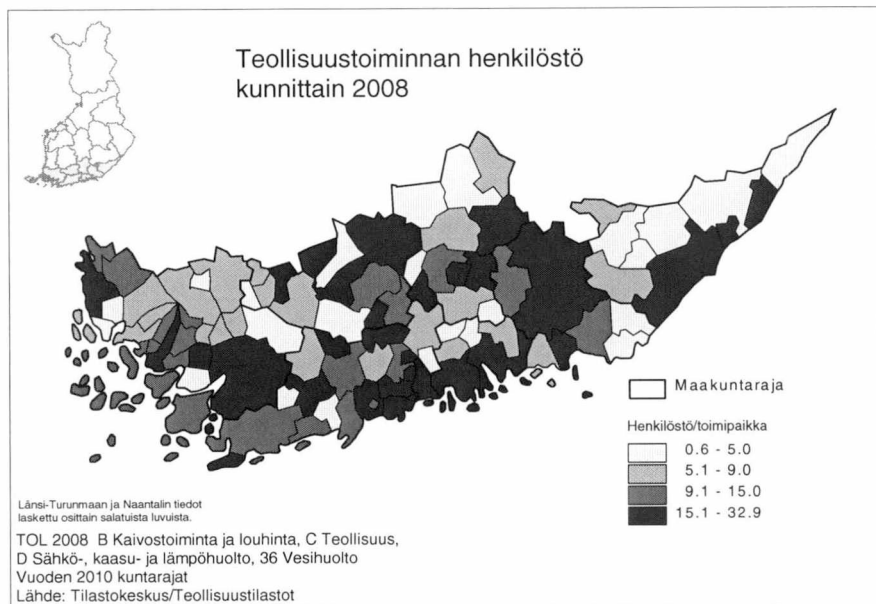 Teollisuustoiminnan henkilöstö
kunnittain 2008
Maakuntaraja
Henkilöstö/toimipaikka
0.6 - 5.0
5.1 - 9.0
9.1 - 15.0
15.1 - 32.9
Länsi-Turunmaan ja Naantalin tiedot
laskettu osittain salatuista luvuista.
TOL 2008 B Kaivostoiminta ja louhinta, C Teollisuus,
D Sähkö-, kaasu- ja lämpöhuolto, 36 Vesihuolto
Vuoden 2010 kuntarajat
Lähde: Tilastokeskus/Teollisuustilastot